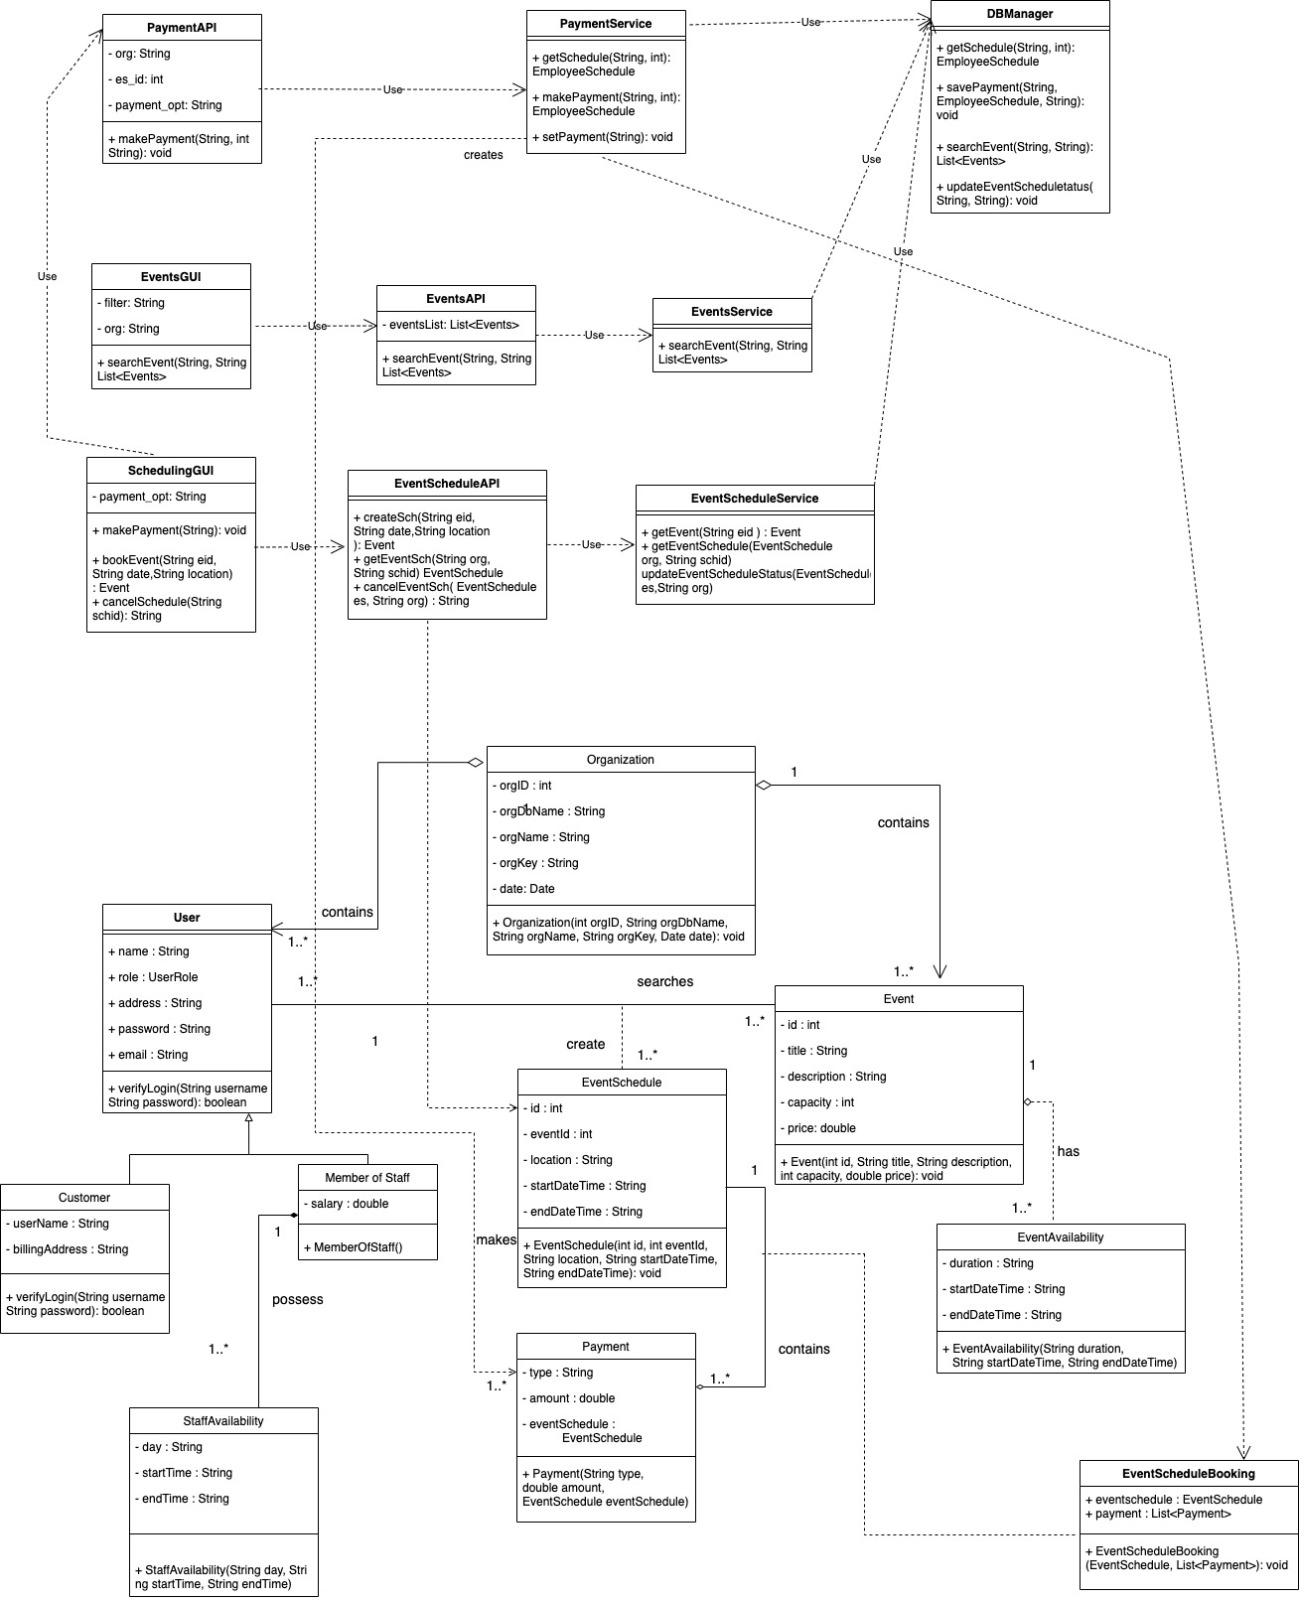 PaymentAPI
- org: String
- es_id: int
- payment_opt: String
+ makePayment(String, int
String): void
Use
PaymentService
+ getSchedule(String, int):
EmployeeSchedule
+ makePayment(String, int):
EmployeeSchedule
+ setPayment(String): void
creates
Use
DBManager
+ getSchedule(String, int):
EmployeeSchedule
+ savePayment(String,
EmployeeSchedule, String):
void
+ searchEvent(String, String):
List<Events>
+ updateEventScheduletatus(
String, String): void
Use
Use
Use
EventsGUI
- filter: String
- org: String
+ searchEvent(String, String
List<Events>
Use
EventsAPI
- eventsList: List<Events>
+ searchEvent(String, String
List<Events>
Use
EventsService
+ searchEvent(String, String
List<Events>
SchedulingGUI
- payment_opt: String
+ makePayment(String): void
+ bookEvent(String eid,
String date,String location)
: Event
+ cancelSchedule(String
schid): String
Use
EventScheduleAPI
+ createSch(String eid,
String date,String location
): Event
+ getEventSch(String org,
String schid) EventSchedule
+ cancelEventSch( EventSchedule
es, String org) : String
Use
EventScheduleService
+ getEvent(String eid ) : Event
+ getEventSchedule(EventSchedule
org, String schid)
updateEventScheduleStatus(EventSchedul
es,String org)
Organization
- orgID : int
- orgDbName : String
1
- orgName : String
- orgKey : String
- date: Date
+ Organization(int orgID, String orgDbName,
String orgName, String orgKey, Date date): void
1
contains
1..*
contains
1..*
User
+ name : String
+ role : UserRole
+ address : String
+ password : String
+ email : String
+ verifyLogin(String username
String password): boolean
1..*
searches
1..*
1
create
1..*
Event
- id : int
- title : String
- description : String
- capacity : int
- price: double
+ Event(int id, String title, String description,
int capacity, double price): void
1
has
1..*
EventSchedule
- id : int
- eventId : int
- location : String
- startDateTime : String
- endDateTime : String
+ EventSchedule(int id, int eventId,
String location, String startDateTime,
String endDateTime): void
1
contains
1..*
makes
1..*
Customer
- userName : String
- billingAddress : String
+ verifyLogin(String username
String password): boolean
Member of Staff
- salary : double
+ MemberOfStaff()
1
possess
1..*
EventAvailability
- duration : String
- startDateTime : String
- endDateTime : String
+ EventAvailability(String duration,
String startDateTime, String endDateTime)
Payment
- type : String
- amount : double
- eventSchedule :
EventSchedule
+ Payment(String type,
double amount,
EventSchedule eventSchedule)
StaffAvailability
- day : String
- startTime : String
- endTime : String
+ StaffAvailability(String day, Stri
ng startTime, String endTime)
EventScheduleBooking
+ eventschedule : EventSchedule
+ payment : List<Payment>
+ EventScheduleBooking
(EventSchedule, List<Payment>): void